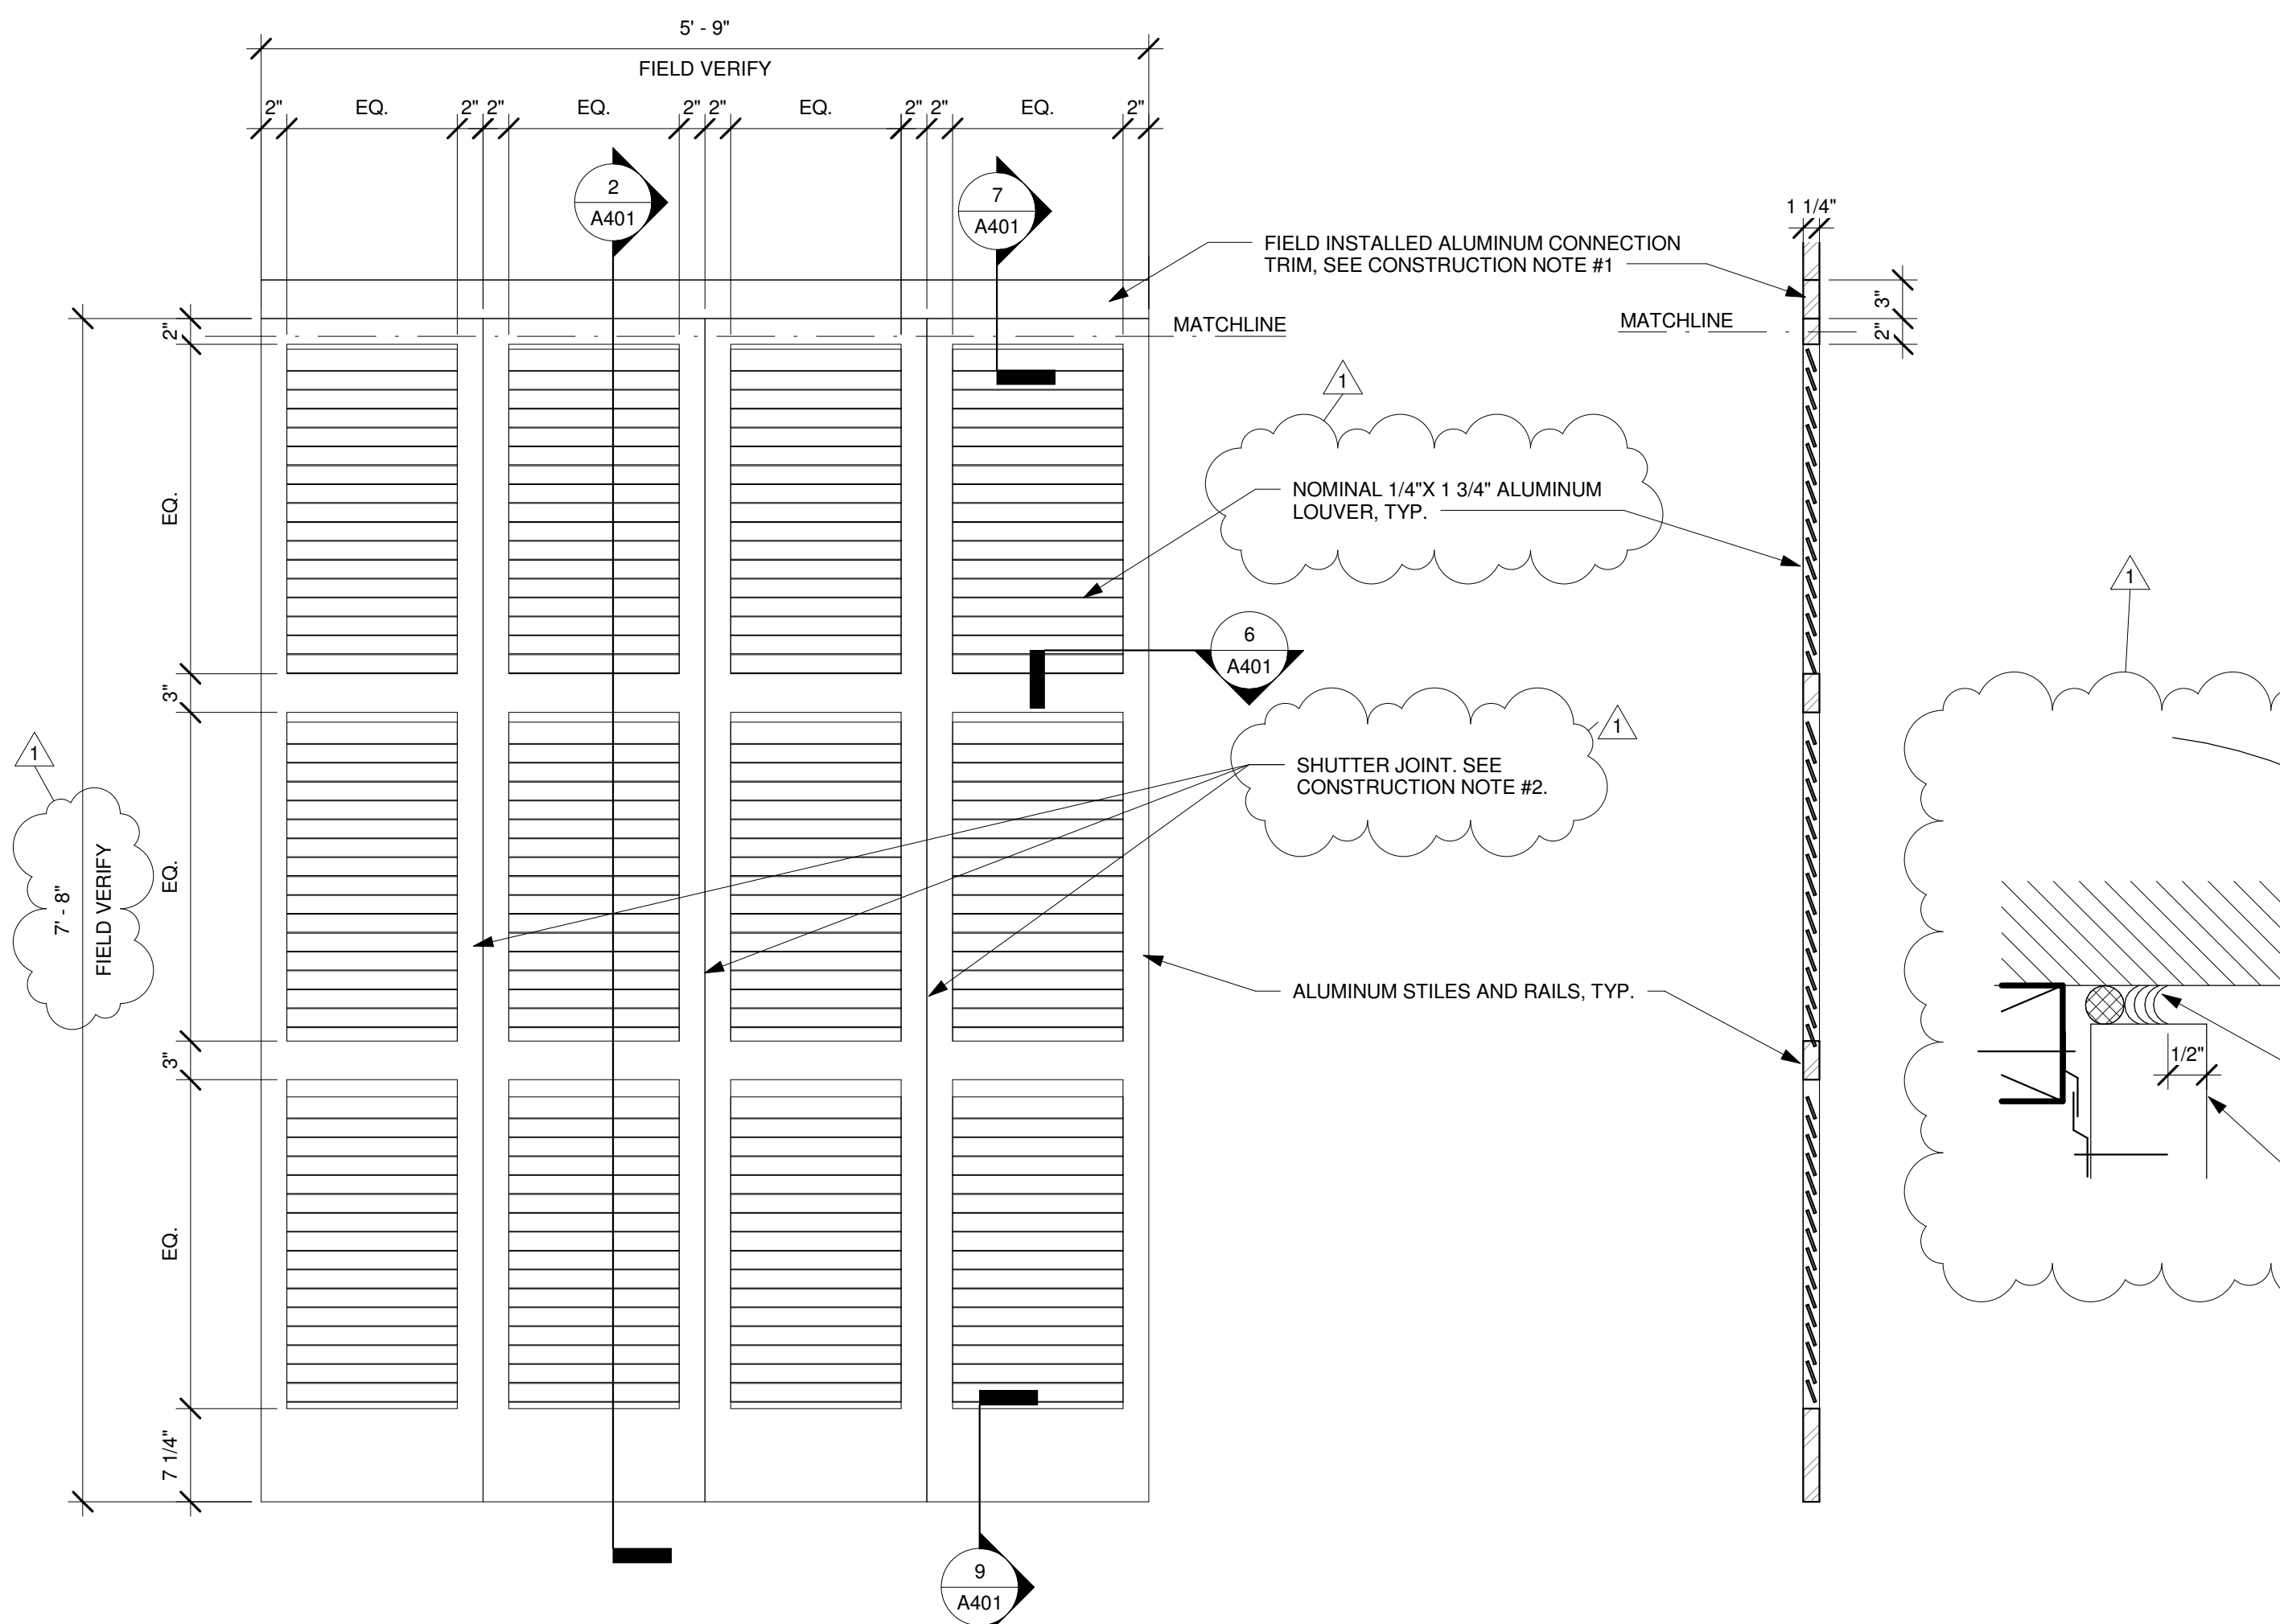 5' - 9"
FIELD VERIFY
2" EQ. 2" 2" EQ. 2" 2" EQ. 2" 2" EQ. 2"
2
A401
7
A401
1 1/4"
FIELD INSTALLED ALUMINUM CONNECTION
TRIM, SEE CONSTRUCTION NOTE #1
MATCHLINE
MATCHLINE
3"
2"
2"
EQ.
3"
EQ.
3"
EQ.
7 1/4"
1
7' - 8"
FIELD VERIFY
1
NOMINAL 1/4"X 1 3/4" ALUMINUM
LOUVER, TYP.
6
A401
1
SHUTTER JOINT. SEE
CONSTRUCTION NOTE #2.
ALUMINUM STILES AND RAILS, TYP.
1
1/2"
9
A401